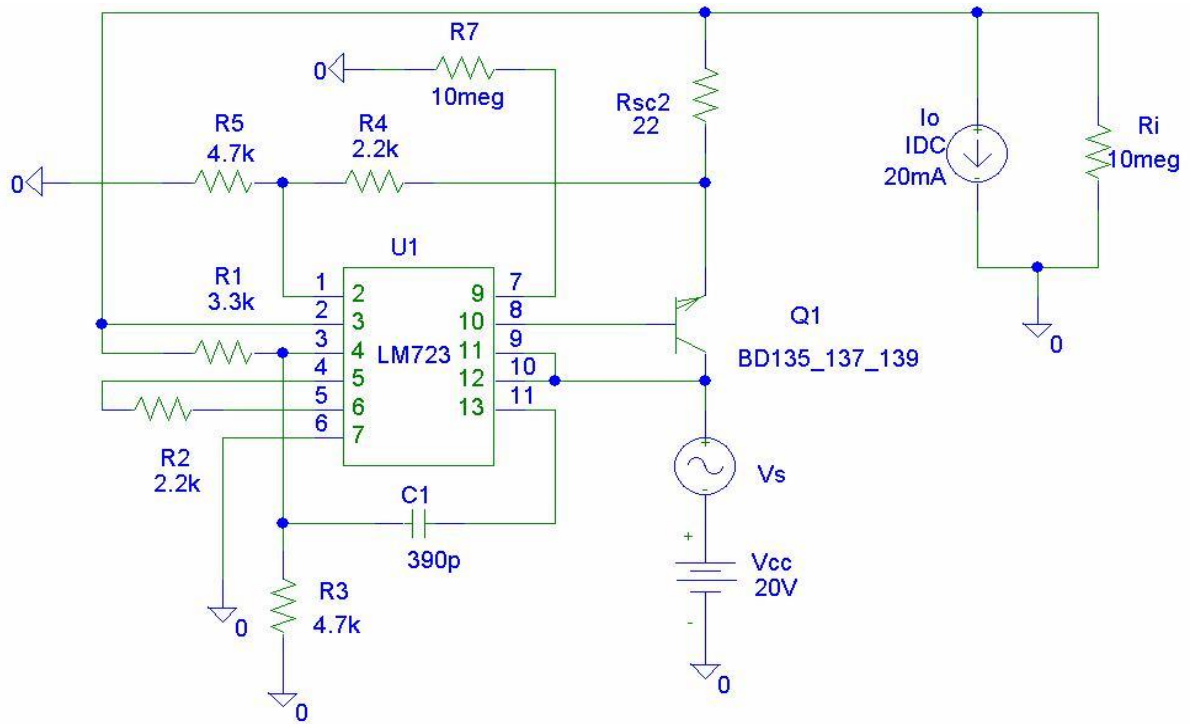 R7
0
10meg
Rsc2
22
R5
4.7k
R4
2.2k
0
Io
IDC
20mA
Ri
10meg
U1
R1
3.3k
1 2 9 7
2 3 10 8
3 4 LM723 11 9
4 5 12 10
5 6 13 11
6 7
Q1
BD135_137_139
0
R2
2.2k
C1
390p
+
-
Vs
+
Vcc
20V
-
R3
4.7k
0
0
0
+
-